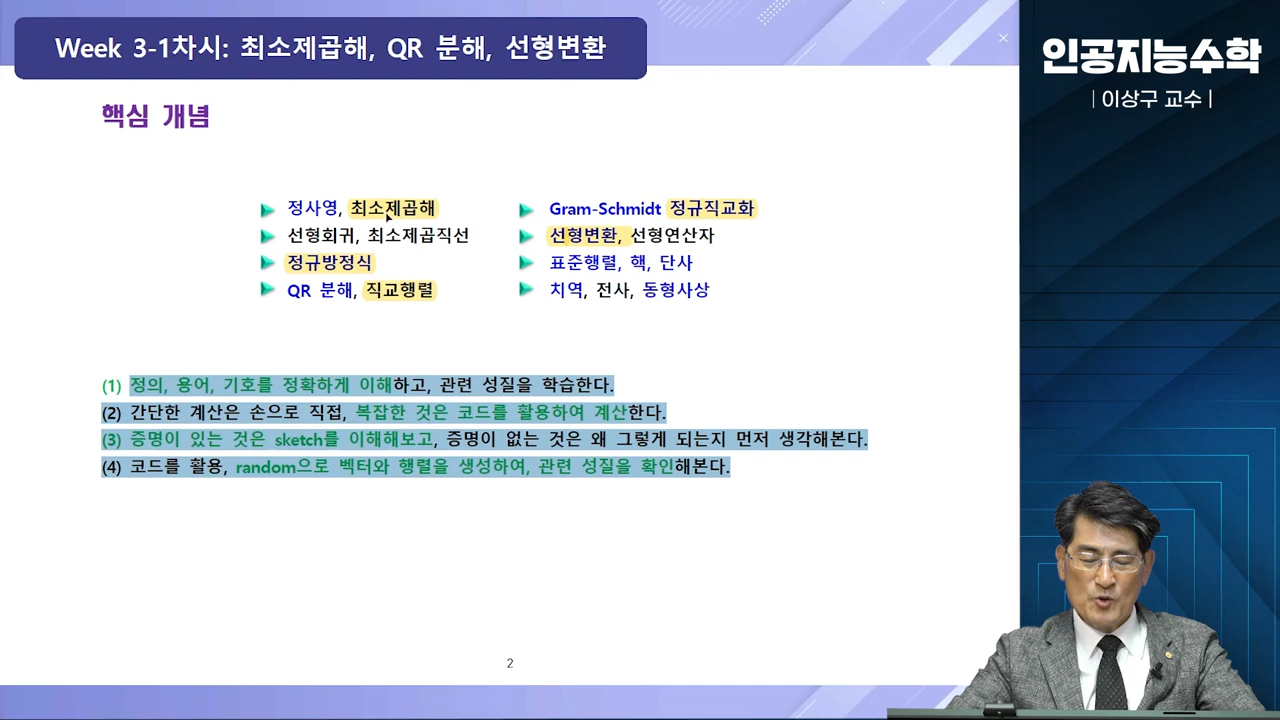 Week 3-1차시: 최소제곱해, QR 분해, 선형변환
인공지능수학
| 이상구 교수 |
핵심 개념
정사영, 최소제곱해
선형회귀, 최소제곱직선
정규방정식
QR 분해, 직교행렬
Gram-Schmidt 정규직교화
선형변환, 선형연산자
표준행렬, 핵, 단사
치역, 전사, 동형사상
(1) 정의, 용어, 기호를 정확하게 이해하고, 관련 성질을 학습한다.
(2) 간단한 계산은 손으로 직접, 복잡한 것은 코드를 활용하여 계산한다.
(3) 증명이 있는 것은 sketch를 이해해보고, 증명이 없는 것은 왜 그렇게 되는지 먼저 생각해본다.
(4) 코드를 활용, random으로 벡터와 행렬을 생성하여, 관련 성질을 확인해본다.
2